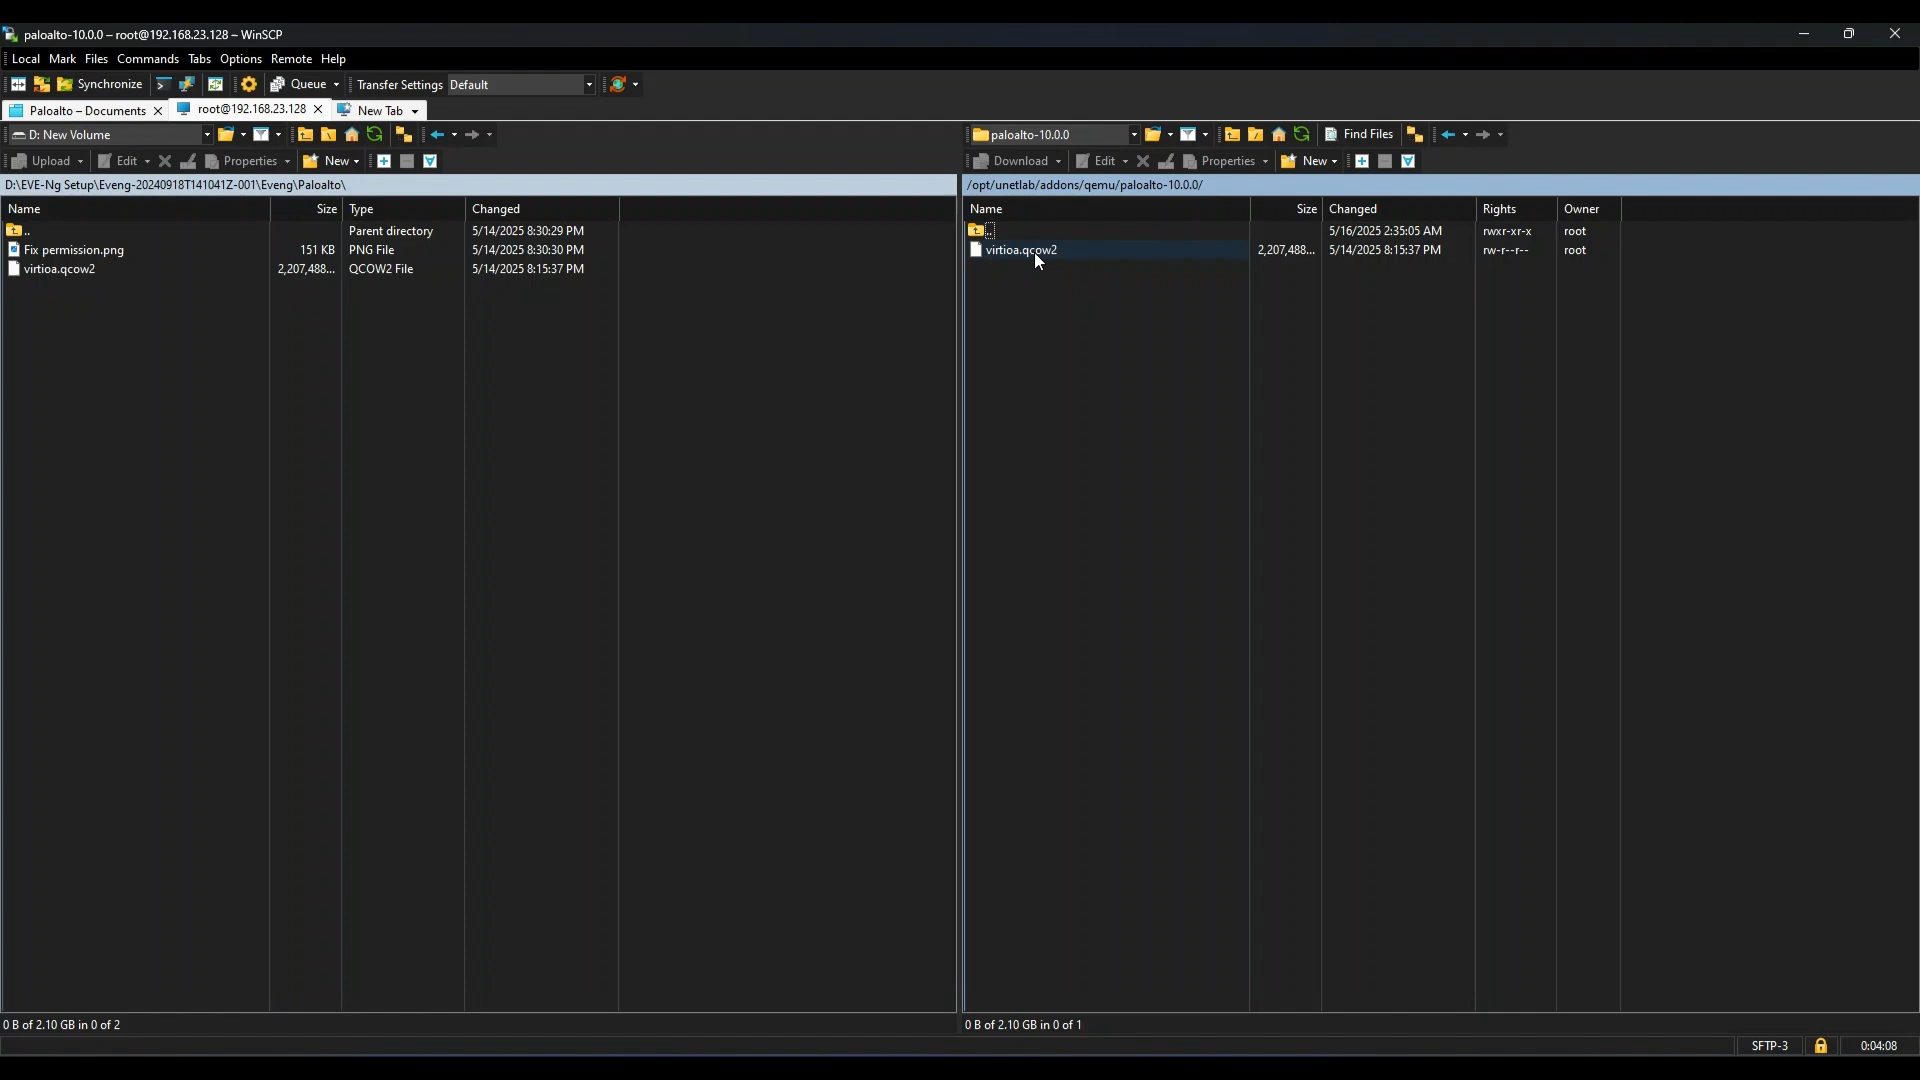 paloalto-10.0.0 – root@192.168.23.128 – WinSCP
Local Mark Files Commands Tabs Options Remote Help
Synchronize Queue Transfer Settings Default
Paloalto – Documents root@192.168.23.128 New Tab
D: New Volume
paloalto-10.0.0 Find Files
Upload Edit Properties New
Download Edit Properties New
D:\EVE-Ng Setup\Eveng-20240918T141041Z-001\Eveng\Paloalto\
/opt/unetlab/addons/qemu/paloalto-10.0.0/
Name Size Type Changed
Name Size Changed Rights Owner
.. Parent directory 5/14/2025 8:30:29 PM
.. 5/16/2025 2:35:05 AM rwxr-xr-x root
Fix permission.png 151 KB PNG File 5/14/2025 8:30:30 PM
virtioa.qcow2 2,207,488... 5/14/2025 8:15:37 PM rw-r--r-- root
virtioa.qcow2 2,207,488... QCOW2 File 5/14/2025 8:15:37 PM
0 B of 2.10 GB in 0 of 2
0 B of 2.10 GB in 0 of 1
SFTP-3 0:04:08